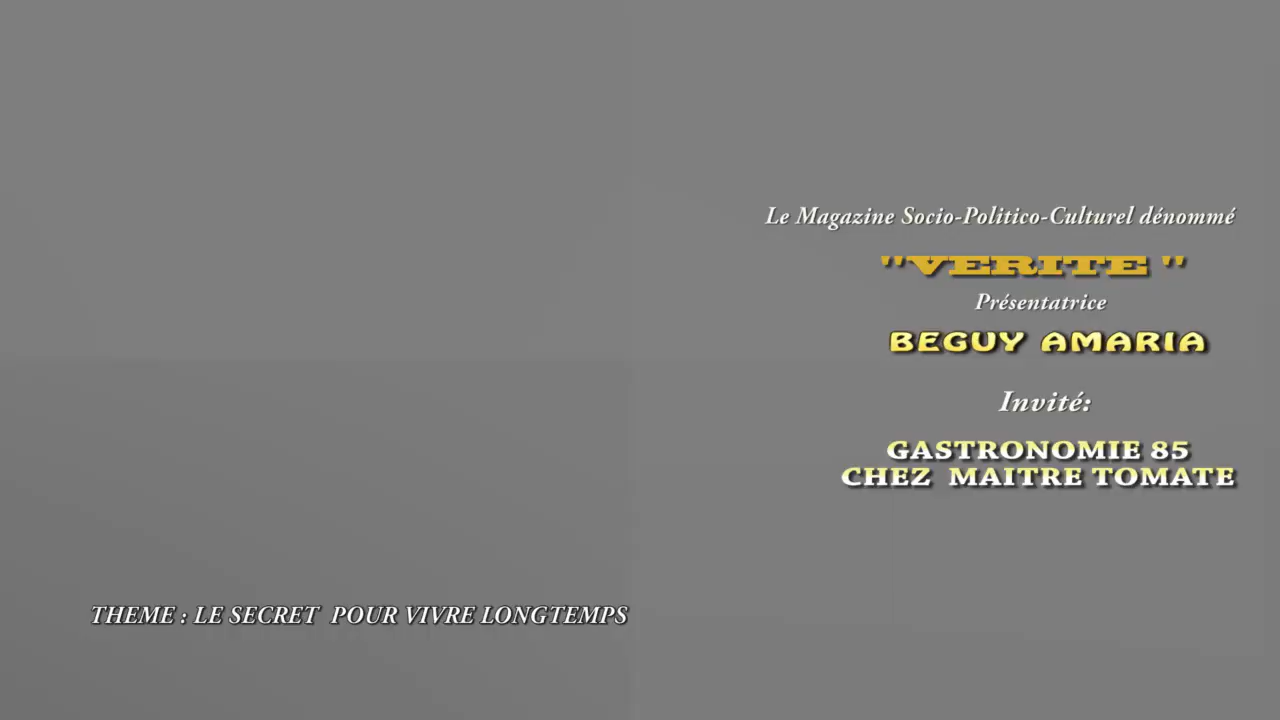 Le Magazine Socio-Politico-Culturel dénommé
"VERITE "
Présentatrice
BEGUY AMARIA
Invité:
GASTRONOMIE 85
CHEZ MAITRE TOMATE
THEME : LE SECRET POUR VIVRE LONGTEMPS